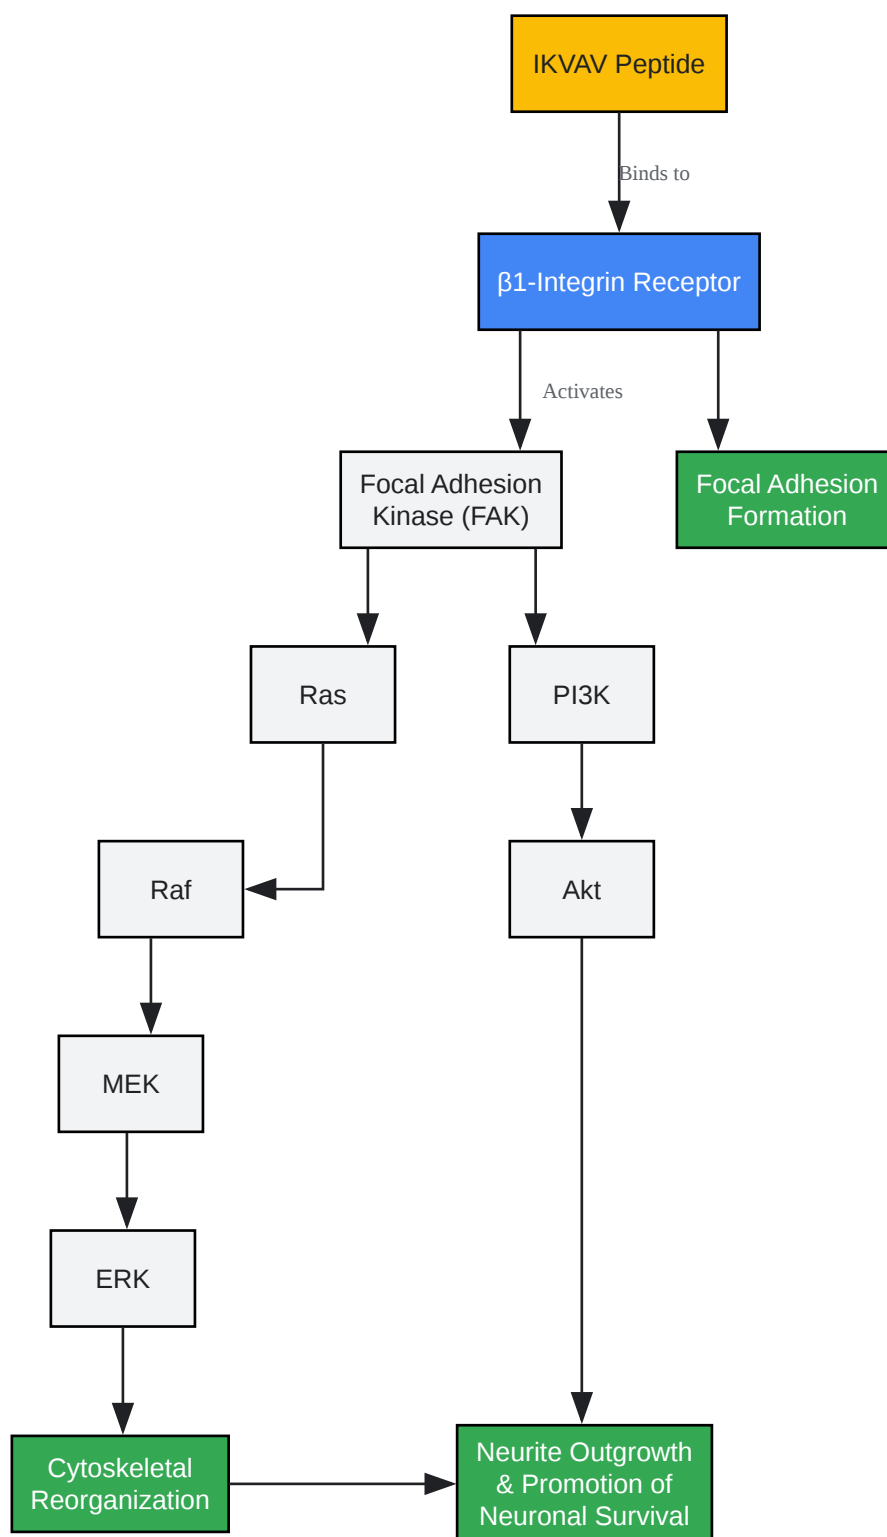 IKVAV Peptide
Binds to
β1-Integrin Receptor
Activates
Focal Adhesion
Kinase (FAK)
Focal Adhesion
Formation
Ras
PI3K
Raf
Akt
MEK
ERK
Cytoskeletal
Reorganization
Neurite Outgrowth
& Promotion of
Neuronal Survival